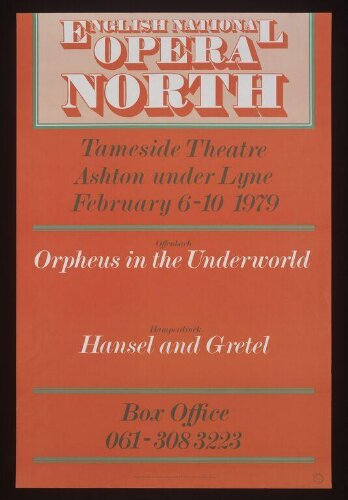 ENGLISH NATIONAL
OPERA
NORTH
Tameside Theatre
Ashton under Lyne
February 6-10 1979
Offenbach
Orpheus in the Underworld
Humperdinck
Hansel and Gretel
Box Office
061-308 3223